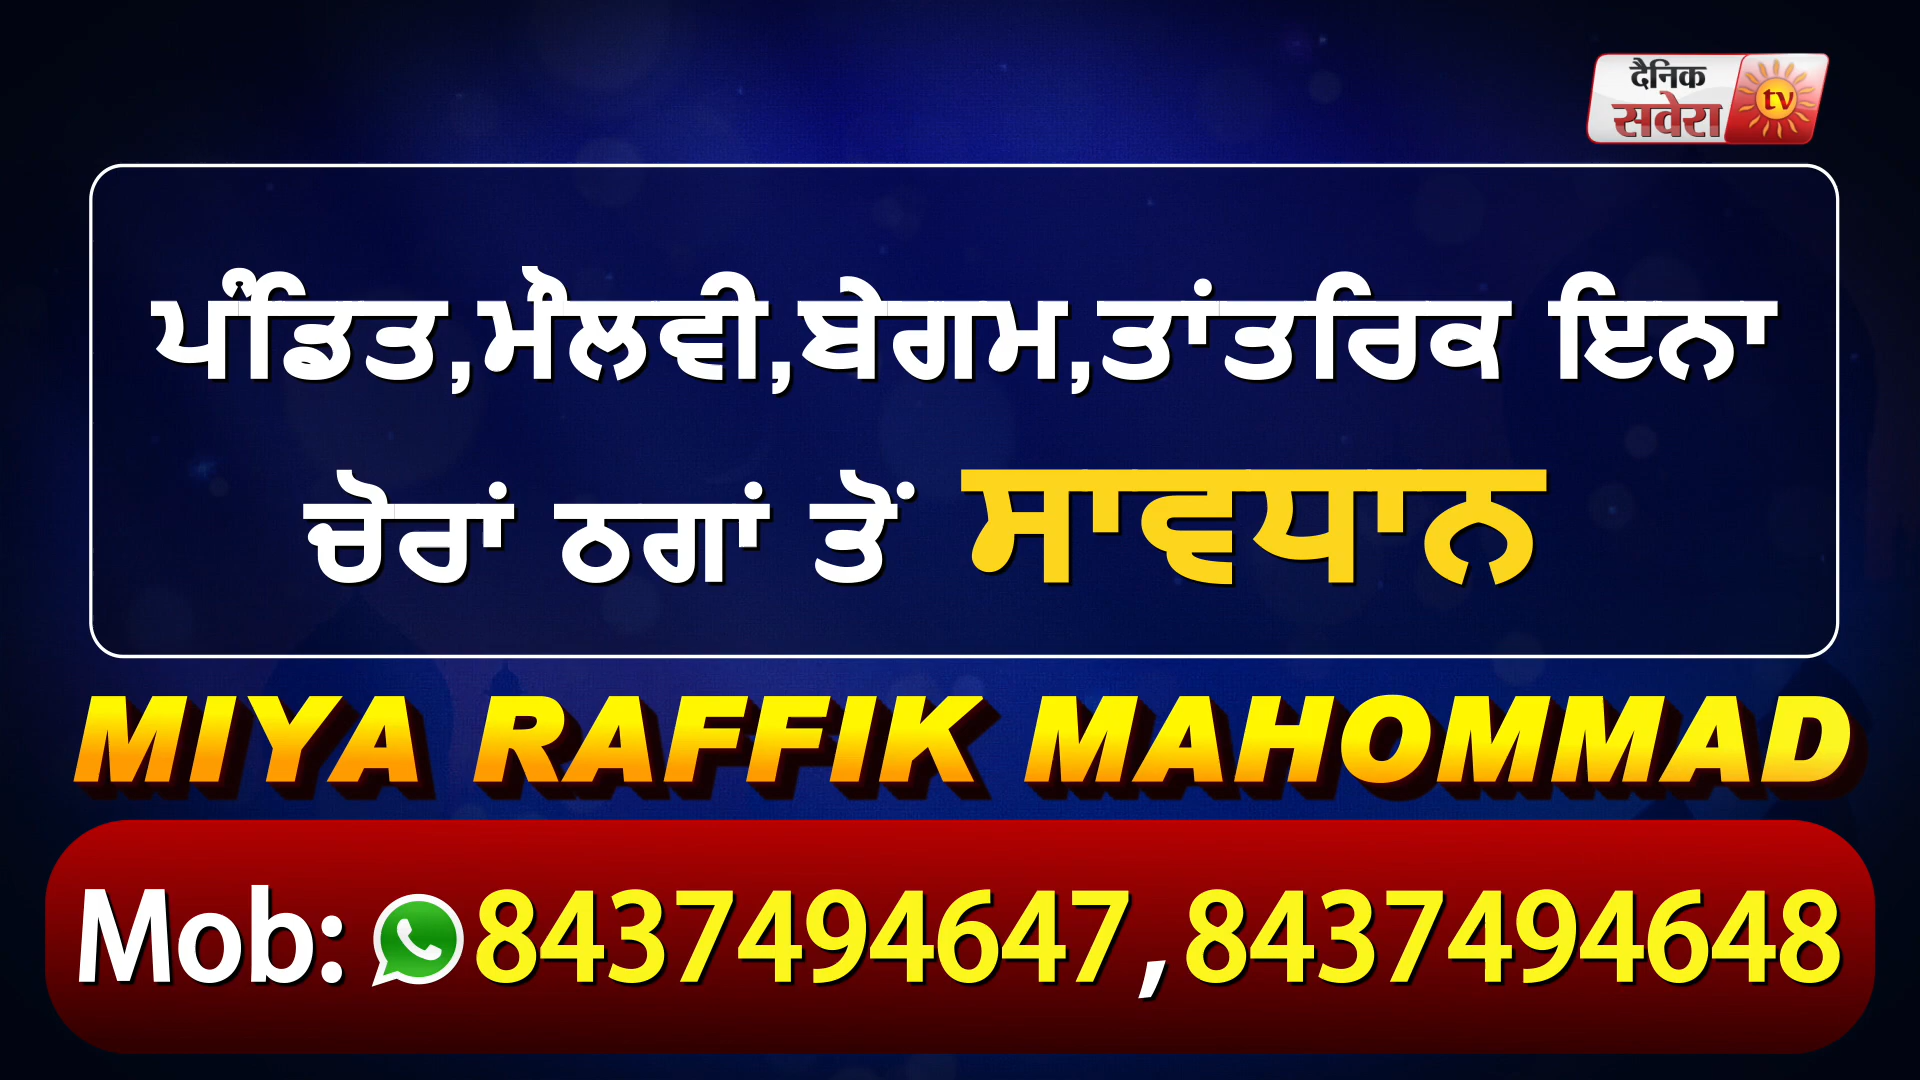 दैनिक
सवेरा tv
ਪੰਡਿਤ,ਮੌਲਵੀ,ਬੇਗਮ,ਤਾਂਤਰਿਕ ਇਨਾ
ਚੋਰਾਂ ਠਗਾਂ ਤੋਂ ਸਾਵਧਾਨ
MIYA RAFFIK MAHOMMAD
Mob: 8437494647, 8437494648